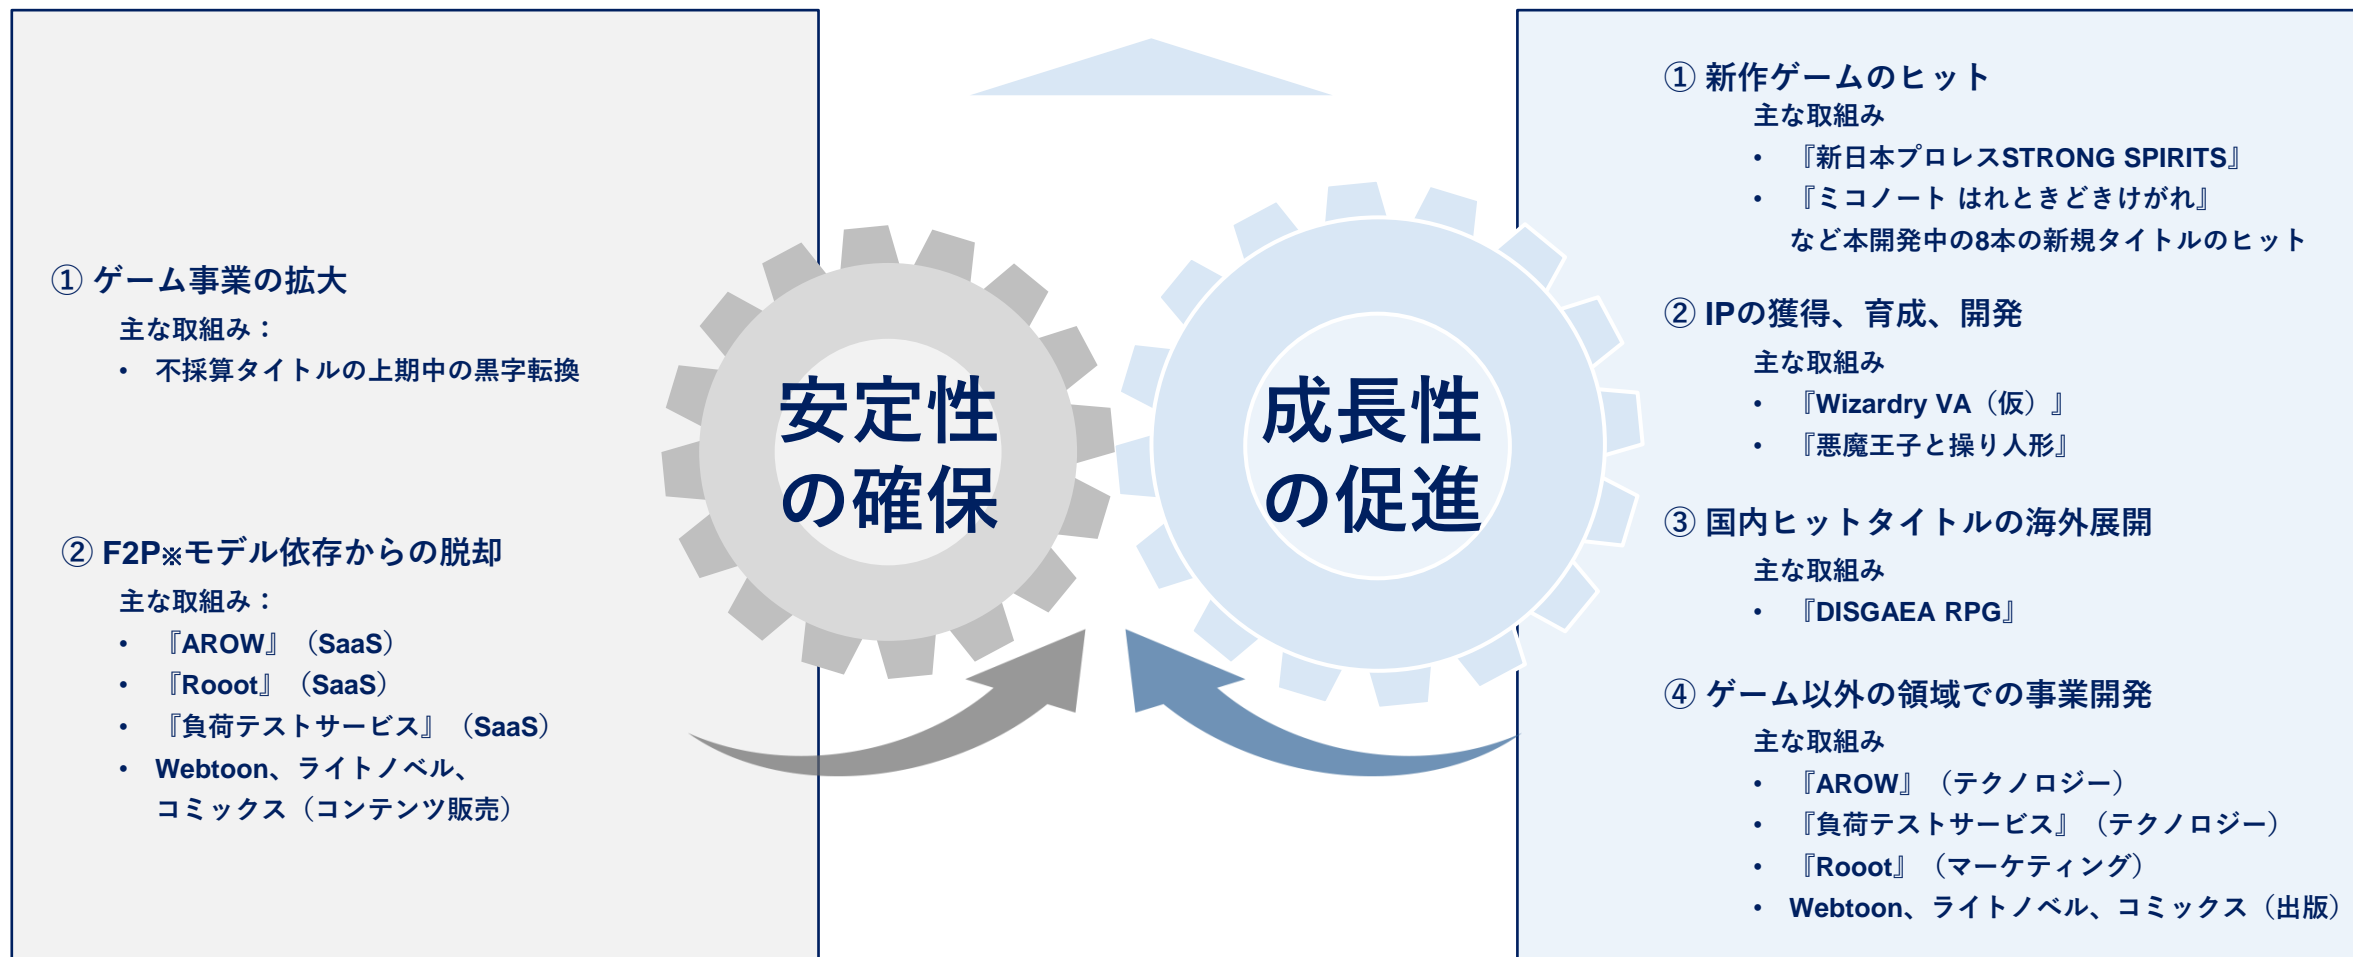 ① ゲーム事業の拡大
主な取組み：
• 不採算タイトルの上期中の黒字転換
② F2P※モデル依存からの脱却
主な取組み：
• 『AROW』（SaaS）
• 『Rooot』（SaaS）
• 『負荷テストサービス』（SaaS）
• Webtoon、ライトノベル、
コミックス（コンテンツ販売）
安定性
の確保
成長性
の促進
① 新作ゲームのヒット
主な取組み
• 『新日本プロレスSTRONG SPIRITS』
• 『ミコノート はれときどきけがれ』
など本開発中の8本の新規タイトルのヒット
② IPの獲得、育成、開発
主な取組み
• 『Wizardry VA（仮）』
• 『悪魔王子と操り人形』
③ 国内ヒットタイトルの海外展開
主な取組み
• 『DISGAEA RPG』
④ ゲーム以外の領域での事業開発
主な取組み
• 『AROW』（テクノロジー）
• 『負荷テストサービス』（テクノロジー）
• 『Rooot』（マーケティング）
• Webtoon、ライトノベル、コミックス（出版）